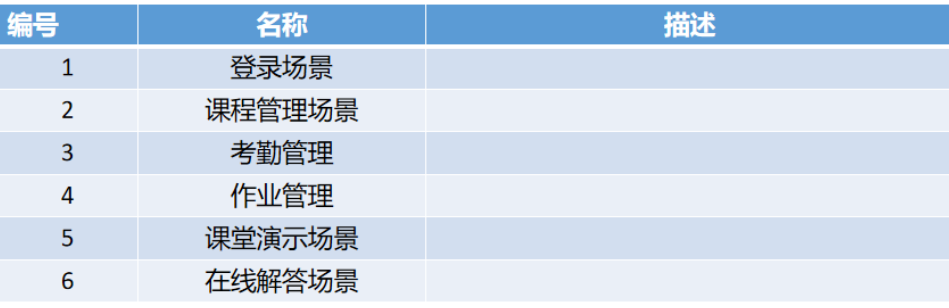 编号 名称 描述
1 登录场景
2 课程管理场景
3 考勤管理
4 作业管理
5 课堂演示场景
6 在线解答场景